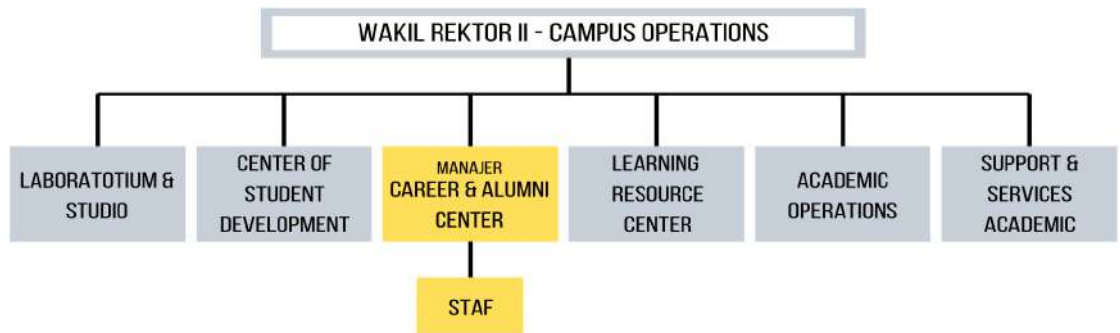 WAKIL REKTOR II - CAMPUS OPERATIONS
LABORATOTIUM &
STUDIO
CENTER OF
STUDENT
DEVELOPMENT
MANAJER
CAREER & ALUMNI
CENTER
LEARNING
RESOURCE
CENTER
ACADEMIC
OPERATIONS
SUPPORT &
SERVICES
ACADEMIC
STAF